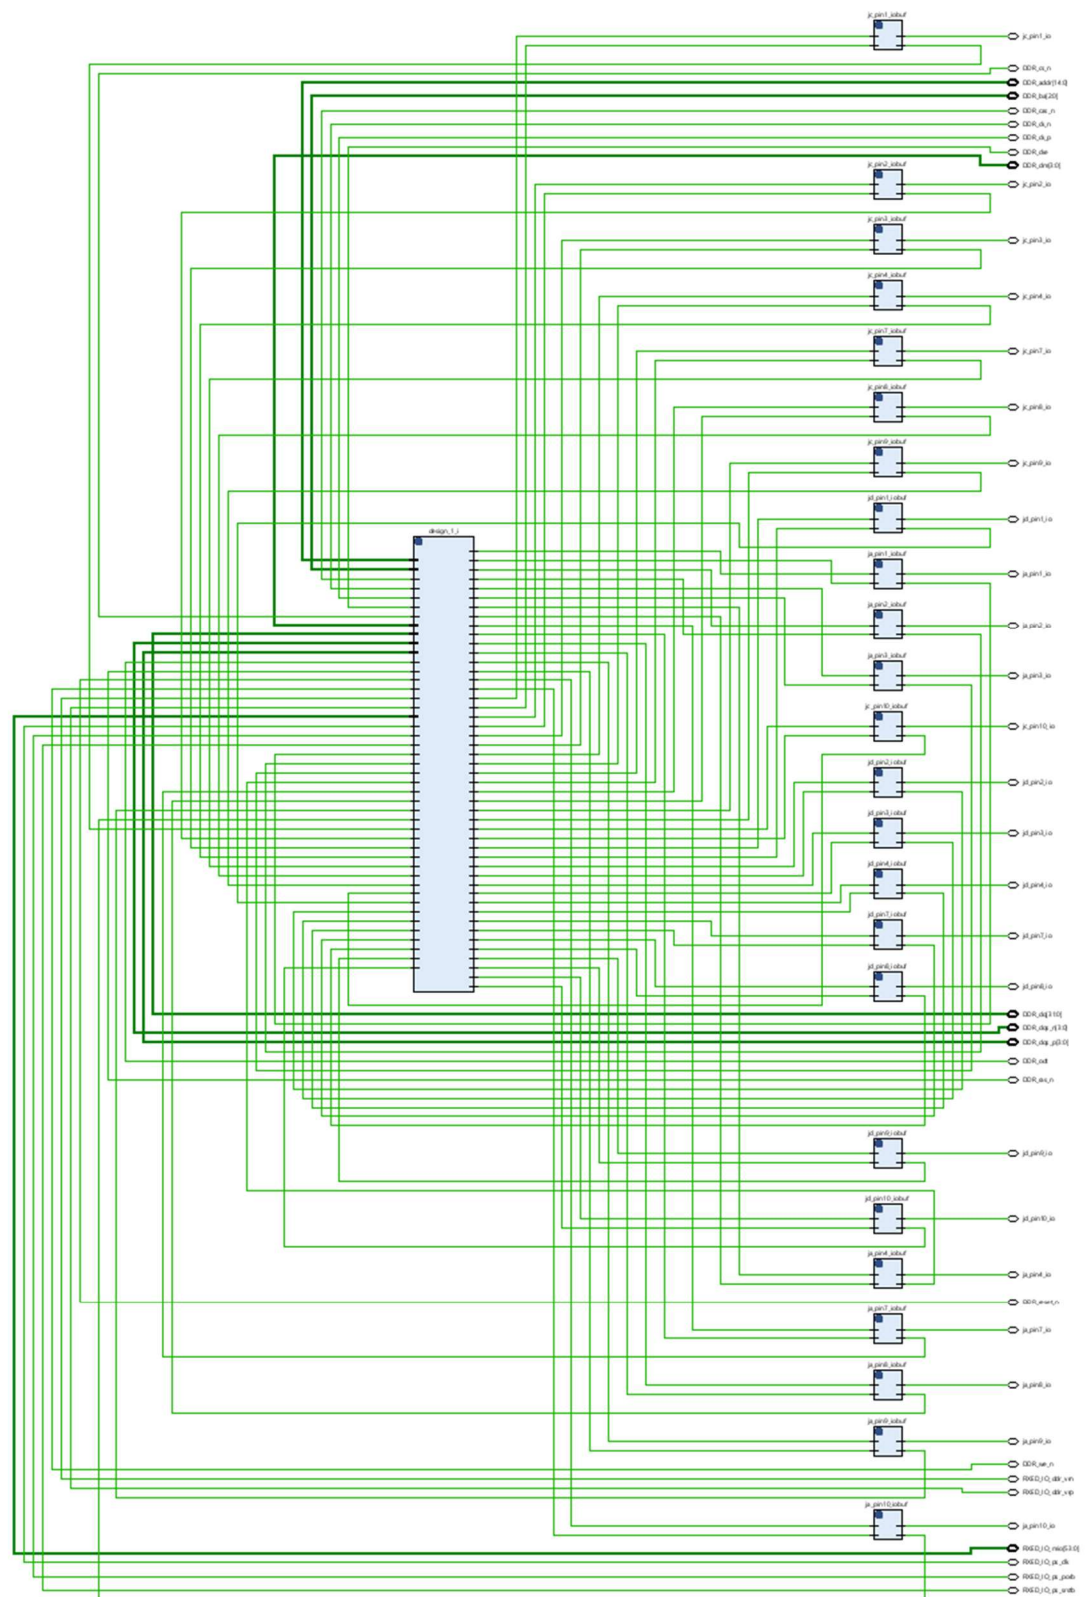 jc_pin1_iobuf
jc_pin1_io
DDR_cs_n
DDR_addr[14:0]
DDR_ba[2:0]
DDR_cas_n
DDR_ck_n
DDR_ck_p
DDR_cke
DDR_dm[3:0]
jc_pin2_iobuf
jc_pin2_io
jc_pin3_iobuf
jc_pin3_io
jc_pin4_iobuf
jc_pin4_io
jc_pin7_iobuf
jc_pin7_io
jc_pin8_iobuf
jc_pin8_io
jc_pin9_iobuf
jc_pin9_io
jd_pin1_iobuf
jd_pin1_io
design_1_i
ja_pin1_iobuf
ja_pin1_io
ja_pin2_iobuf
ja_pin2_io
ja_pin3_iobuf
ja_pin3_io
jc_pin10_iobuf
jc_pin10_io
jd_pin2_iobuf
jd_pin2_io
jd_pin3_iobuf
jd_pin3_io
jd_pin4_iobuf
jd_pin4_io
jd_pin7_iobuf
jd_pin7_io
jd_pin8_iobuf
jd_pin8_io
DDR_dq[31:0]
DDR_dqs_n[3:0]
DDR_dqs_p[3:0]
DDR_odt
DDR_ras_n
jd_pin9_iobuf
jd_pin9_io
jd_pin10_iobuf
jd_pin10_io
ja_pin4_iobuf
ja_pin4_io
DDR_reset_n
ja_pin7_iobuf
ja_pin7_io
ja_pin8_iobuf
ja_pin8_io
ja_pin9_iobuf
ja_pin9_io
DDR_we_n
FIXED_IO_ddr_vrn
FIXED_IO_ddr_vrp
ja_pin10_iobuf
ja_pin10_io
FIXED_IO_mio[53:0]
FIXED_IO_ps_clk
FIXED_IO_ps_porb
FIXED_IO_ps_srstb